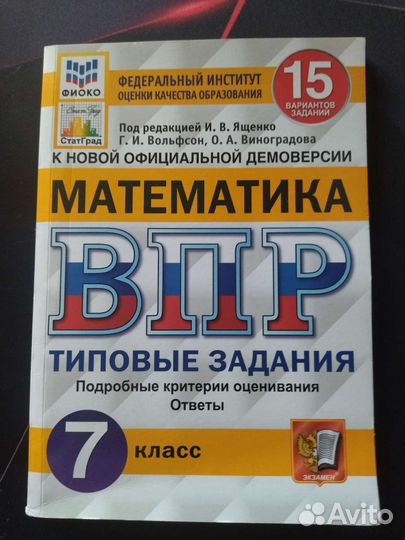 ФИОКО
СтатГрад
ФЕДЕРАЛЬНЫЙ ИНСТИТУТ
ОЦЕНКИ КАЧЕСТВА ОБРАЗОВАНИЯ
15
ВАРИАНТОВ
ЗАДАНИЙ
Под редакцией И. В. Ященко
Г. И. Вольфсон, О. А. Виноградова
К НОВОЙ ОФИЦИАЛЬНОЙ ДЕМОВЕРСИИ
МАТЕМАТИКА
ВПР
ТИПОВЫЕ ЗАДАНИЯ
Подробные критерии оценивания
Ответы
7 класс
ЭКЗАМЕН
Avito